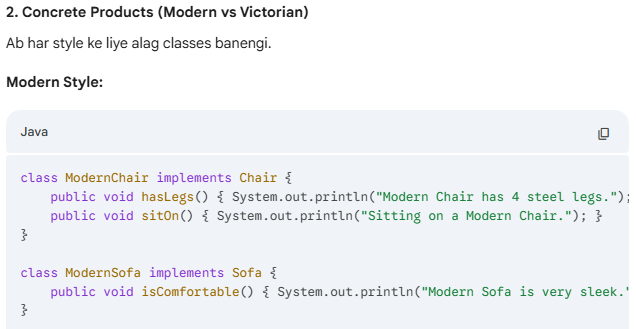 2. Concrete Products (Modern vs Victorian)
Ab har style ke liye alag classes banengi.
Modern Style:
Java
class ModernChair implements Chair {
    public void hasLegs() { System.out.println("Modern Chair has 4 steel legs.");
    public void sitOn() { System.out.println("Sitting on a Modern Chair."); }
}
class ModernSofa implements Sofa {
    public void isComfortable() { System.out.println("Modern Sofa is very sleek."
}